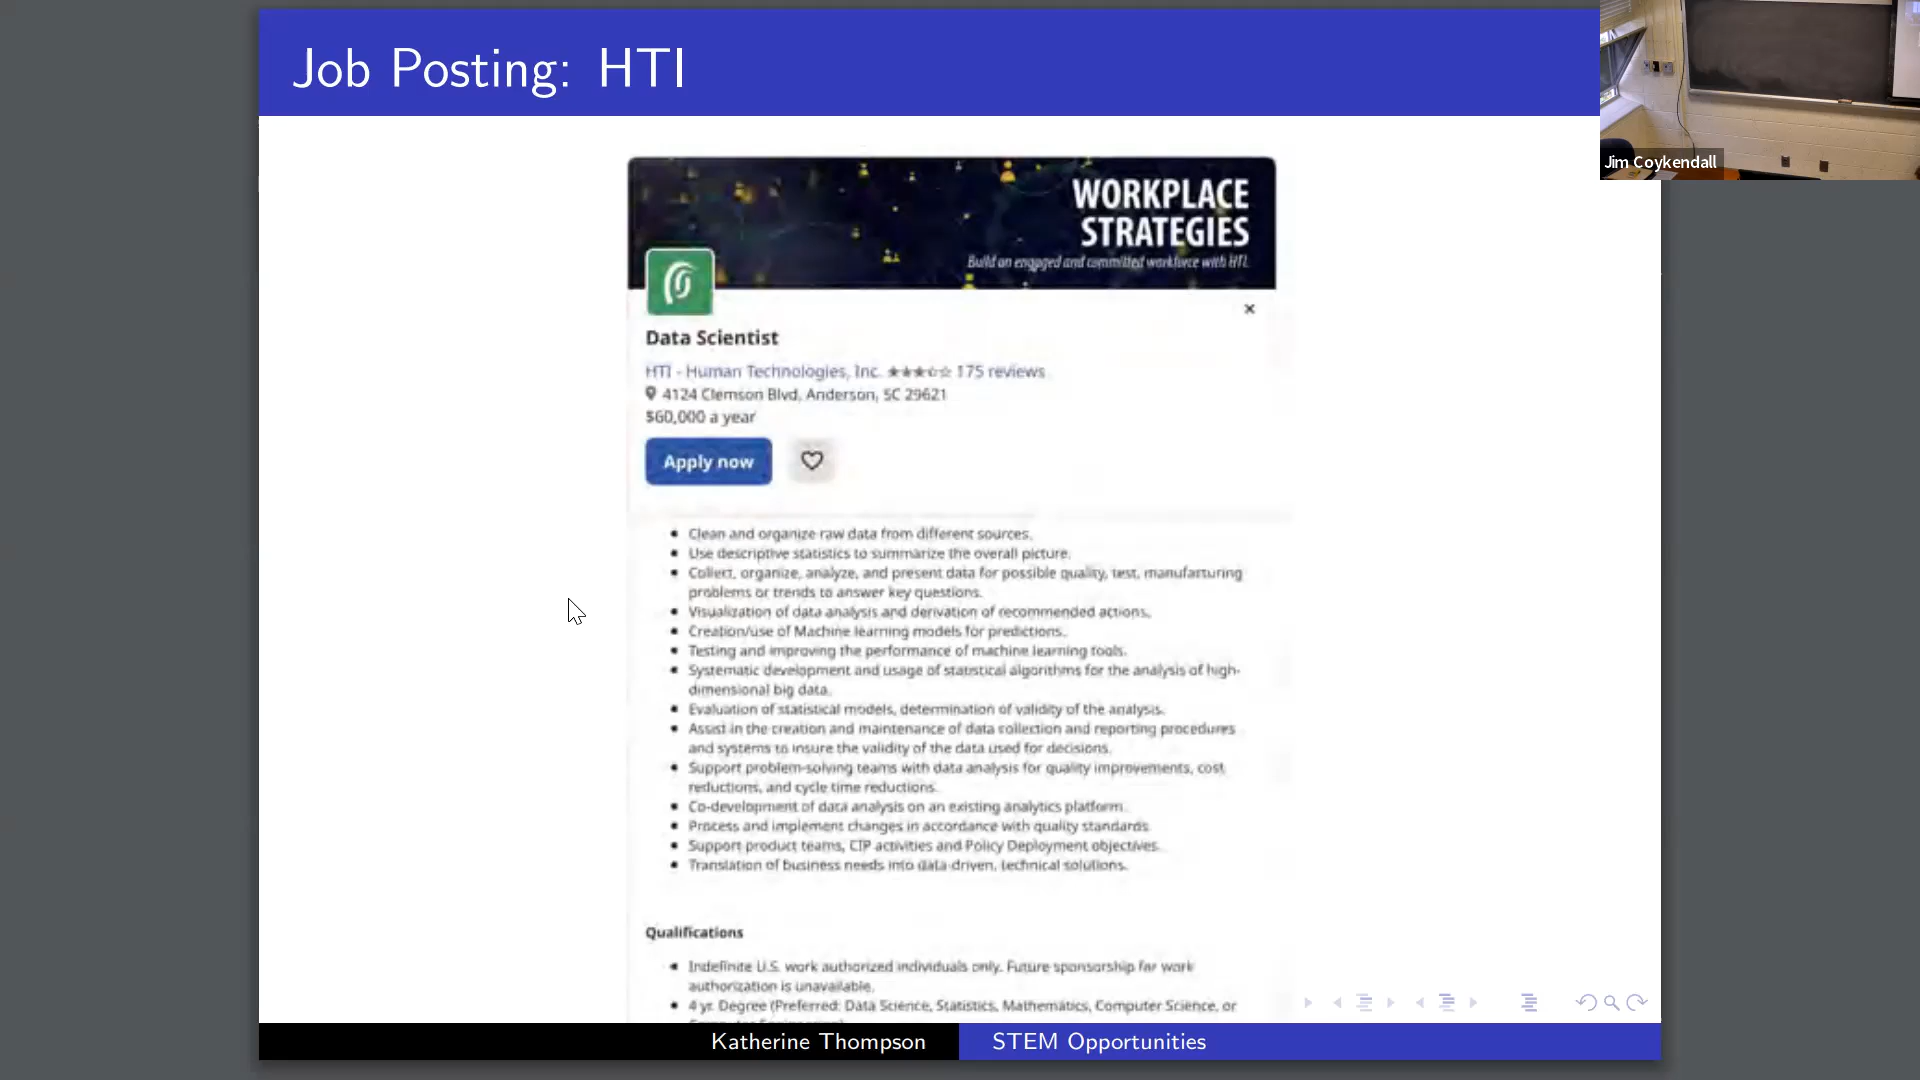 Job Posting: HTI
Jim Coykendall
WORKPLACE
STRATEGIES
Build an engaged and committed workforce with HTI.
Data Scientist
HTI - Human Technologies, Inc. ★★★☆☆ 175 reviews
4124 Clemson Blvd, Anderson, SC 29621
$60,000 a year
Apply now
• Clean and organize raw data from different sources.
• Use descriptive statistics to summarize the overall picture.
• Collect, organize, analyze, and present data for possible quality, test, manufacturing
problems or trends to answer key questions.
• Visualization of data analysis and derivation of recommended actions.
• Creation/use of Machine learning models for predictions.
• Testing and improving the performance of machine learning tools.
• Systematic development and usage of statistical algorithms for the analysis of high-
dimensional big data.
• Evaluation of statistical models, determination of validity of the analysis.
• Assist in the creation and maintenance of data collection and reporting procedures
and systems to insure the validity of the data used for decisions.
• Support problem-solving teams with data analysis for quality improvements, cost
reductions, and cycle time reductions.
• Co-development of data analysis on an existing analytics platform.
• Process and implement changes in accordance with quality standards.
• Support product teams, CIP activities and Policy Deployment objectives.
• Translation of business needs into data-driven, technical solutions.
Qualifications
• Indefinite U.S. work authorized individuals only. Future sponsorship for work
authorization is unavailable.
• 4 yr. Degree (Preferred: Data Science, Statistics, Mathematics, Computer Science, or
Katherine Thompson
STEM Opportunities